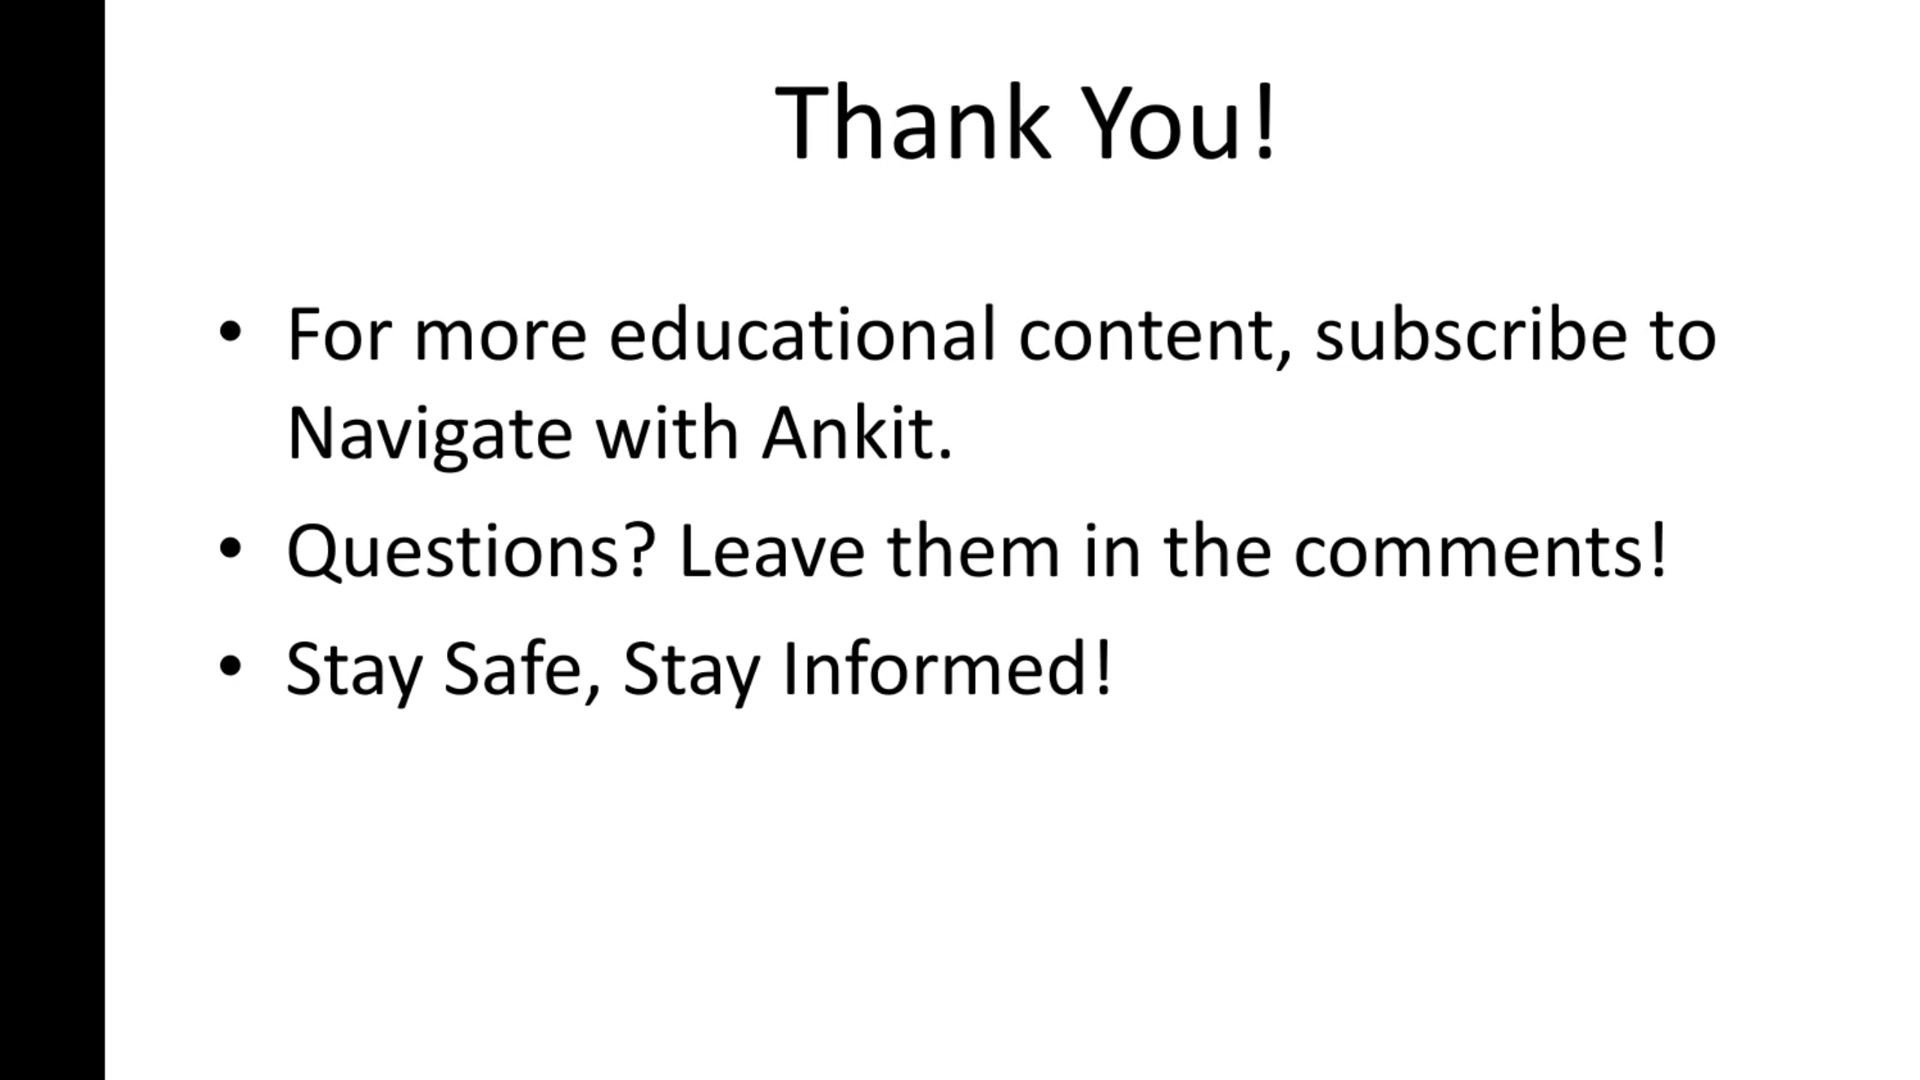 Thank You!
• For more educational content, subscribe to
Navigate with Ankit.
• Questions? Leave them in the comments!
• Stay Safe, Stay Informed!